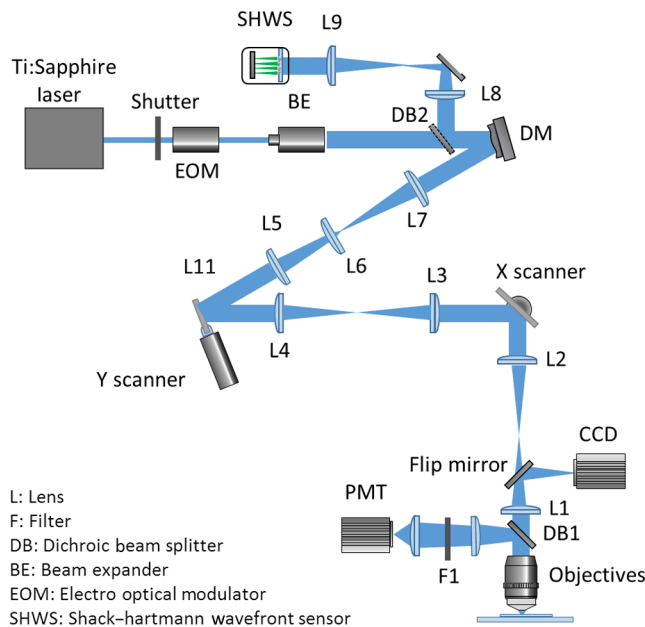 SHWS
L9
Ti:Sapphire
laser
Shutter
BE
L8
DB2
DM
EOM
L7
L5
L6
L11
X scanner
L3
L4
L2
Y scanner
CCD
Flip mirror
PMT
L1
DB1
F1
Objectives
L: Lens
F: Filter
DB: Dichroic beam splitter
BE: Beam expander
EOM: Electro optical modulator
SHWS: Shack–hartmann wavefront sensor